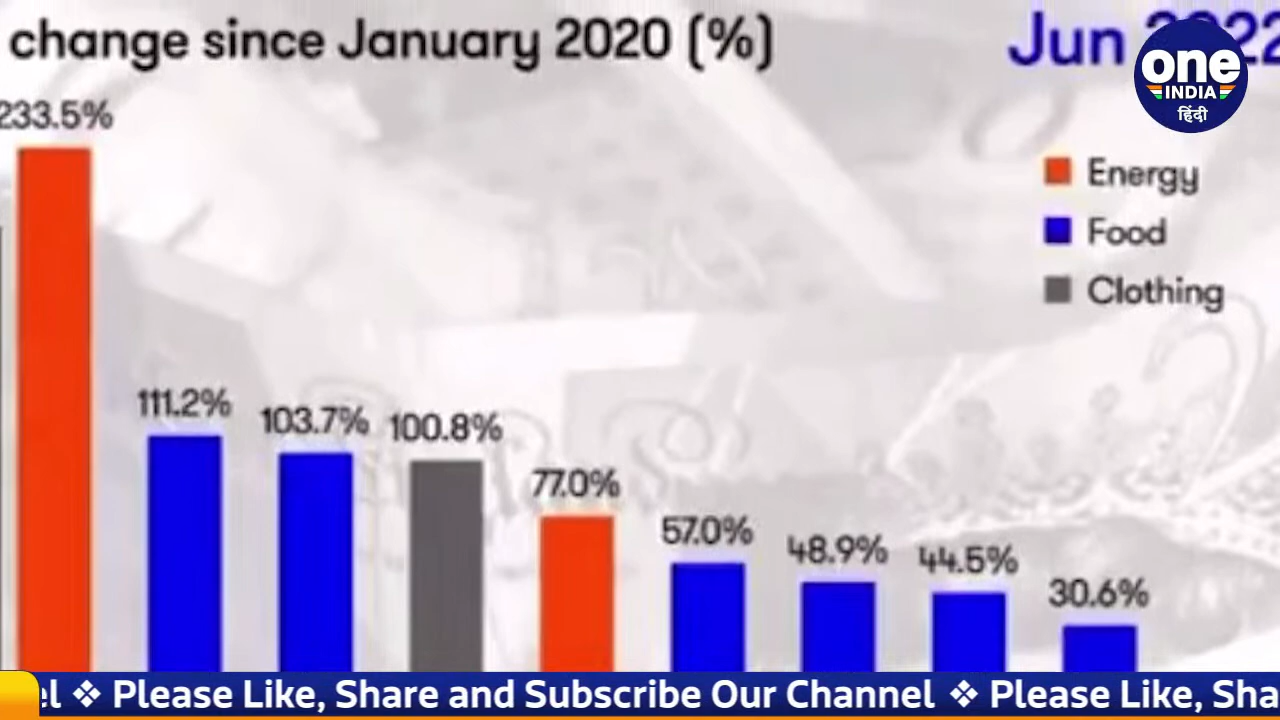 change since January 2020 (%)
Jun 2022
one
INDIA
हिंदी
233.5%
Energy
Food
Clothing
111.2%
103.7%
100.8%
77.0%
57.0%
48.9%
44.5%
30.6%
el ❖ Please Like, Share and Subscribe Our Channel ❖ Please Like, Sha